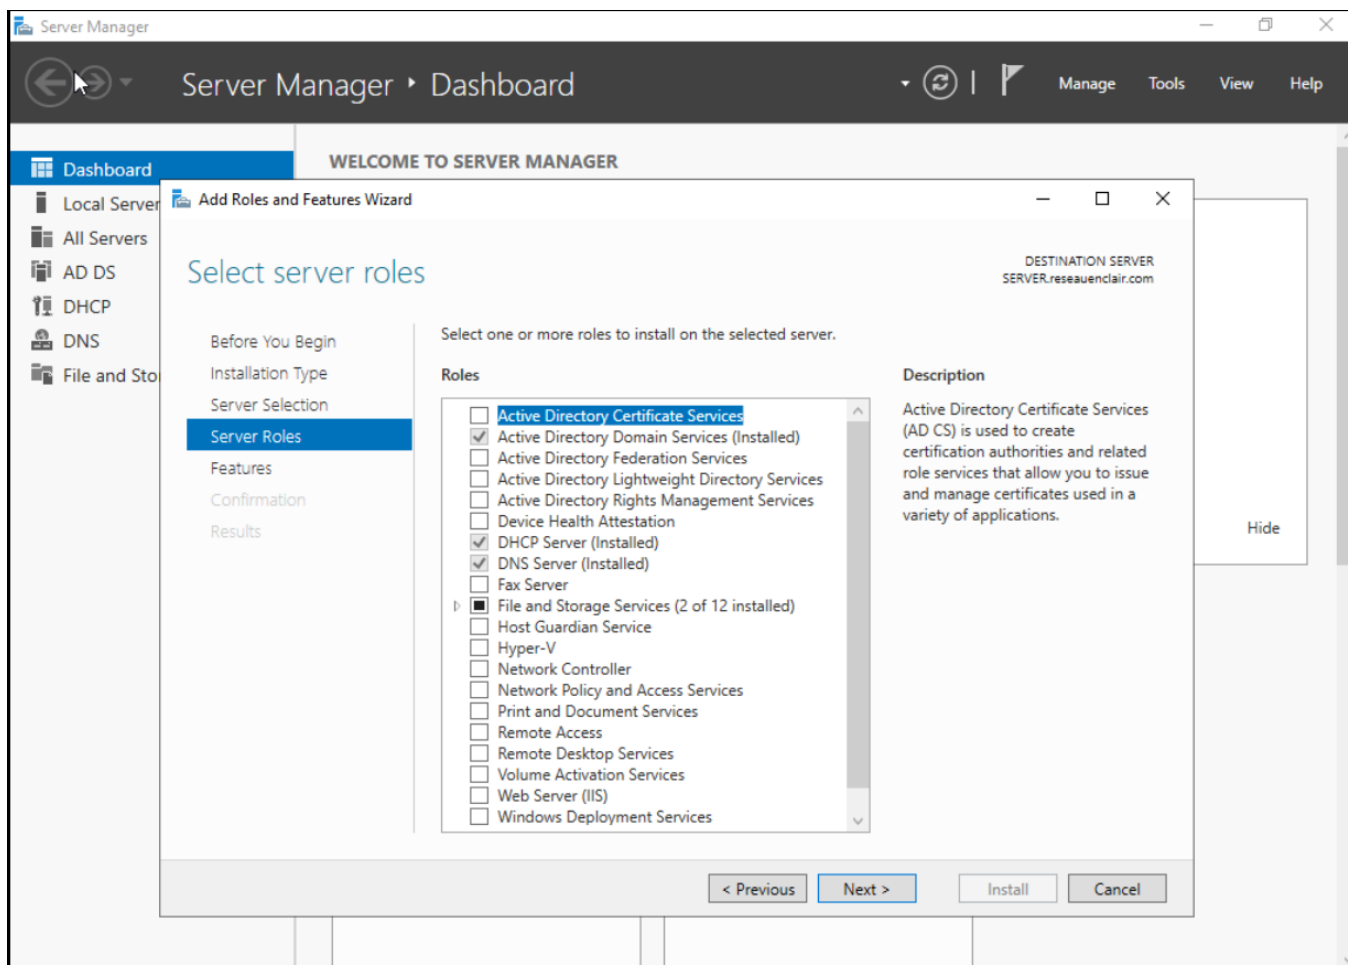 Server Manager
Server Manager ‣ Dashboard
Manage Tools View Help
Dashboard
Local Server
All Servers
AD DS
DHCP
DNS
File and Sto
WELCOME TO SERVER MANAGER
Add Roles and Features Wizard
Select server roles
DESTINATION SERVER
SERVER.reseauenclair.com
Before You Begin
Installation Type
Server Selection
Server Roles
Features
Confirmation
Results
Select one or more roles to install on the selected server.
Roles
Active Directory Certificate Services
Active Directory Domain Services (Installed)
Active Directory Federation Services
Active Directory Lightweight Directory Services
Active Directory Rights Management Services
Device Health Attestation
DHCP Server (Installed)
DNS Server (Installed)
Fax Server
File and Storage Services (2 of 12 installed)
Host Guardian Service
Hyper-V
Network Controller
Network Policy and Access Services
Print and Document Services
Remote Access
Remote Desktop Services
Volume Activation Services
Web Server (IIS)
Windows Deployment Services
Description
Active Directory Certificate Services
(AD CS) is used to create
certification authorities and related
role services that allow you to issue
and manage certificates used in a
variety of applications.
Hide
< Previous
Next >
Install
Cancel